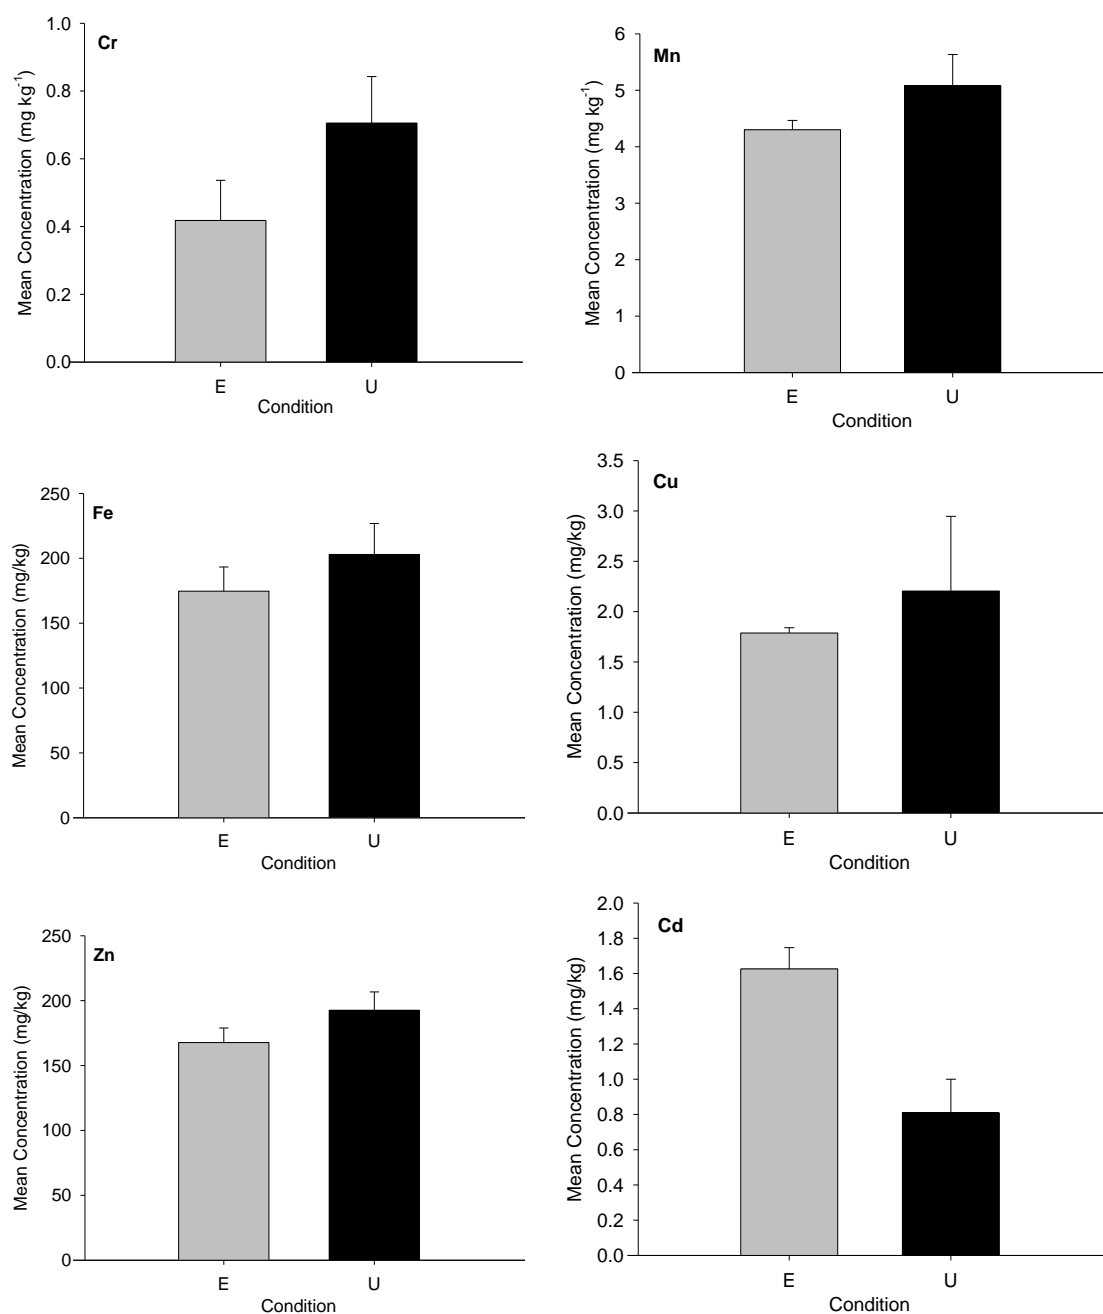 Cr
Mean Concentration (mg kg-1)
1.0
0.8
0.6
0.4
0.2
0.0
E U
Condition
Mn
Mean Concentration (mg kg-1)
6
5
4
3
2
1
0
E U
Condition
Fe
Mean Concentration (mg/kg)
250
200
150
100
50
0
E U
Condition
Cu
Mean Concentration (mg/kg)
3.5
3.0
2.5
2.0
1.5
1.0
0.5
0.0
E U
Condition
Zn
Mean Concentration (mg/kg)
250
200
150
100
50
0
E U
Condition
Cd
Mean Concentration (mg/kg)
2.0
1.8
1.6
1.4
1.2
1.0
0.8
0.6
0.4
0.2
0.0
E U
Condition